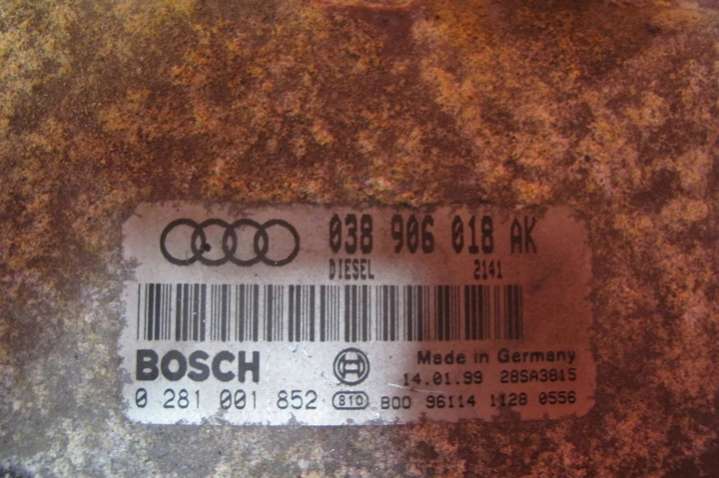 038 906 018 AK
DIESEL 2141
BOSCH
Made in Germany
14.01.99 28SA3815
0 281 001 852 810 800 96114 1128 0556